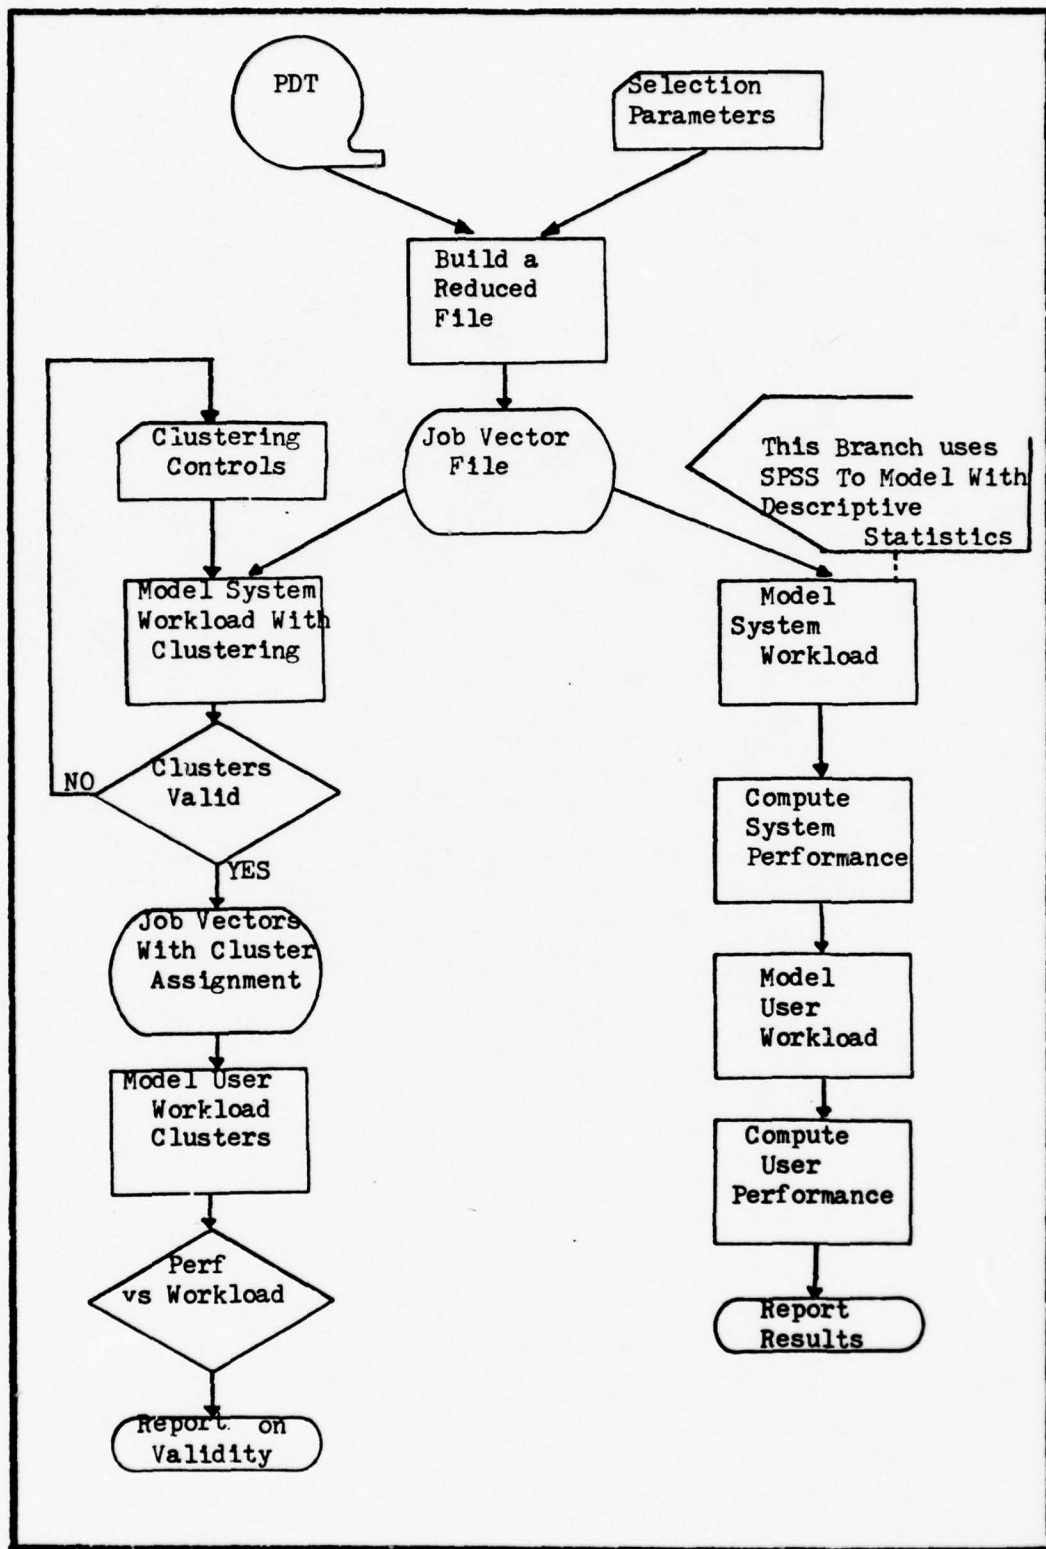 PDT
Selection
Parameters
Build a
Reduced
File
Clustering
Controls
Job Vector
File
This Branch uses
SPSS To Model With
Descriptive
Statistics
Model System
Workload With
Clustering
Model
System
Workload
Clusters
Valid
NO
YES
Compute
System
Performance
Job Vectors
With Cluster
Assignment
Model
User
Workload
Model User
Workload
Clusters
Compute
User
Performance
Perf
vs Workload
Report
Results
Report on
Validity